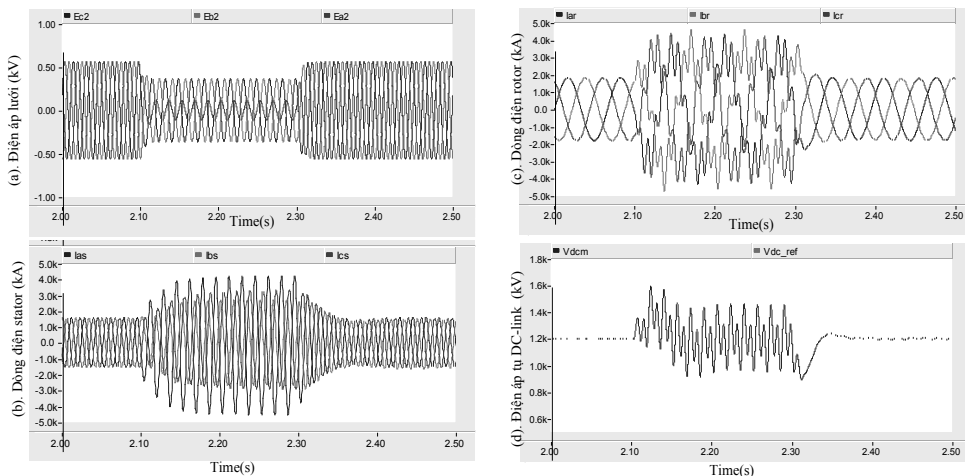 Ec2 Eb2 Ea2
1.00
0.50
0.00
-0.50
-1.00
(a). Điện áp lưới (kV)
2.00 2.10 2.20 2.30 2.40 2.50
Time(s)
Ias Ibs Ics
5.0k
4.0k
3.0k
2.0k
1.0k
0.0
-1.0k
-2.0k
-3.0k
-4.0k
-5.0k
(b). Dòng điện stator (kA)
2.00 2.10 2.20 2.30 2.40 2.50
Time(s)
Iar Ibr Icr
5.0k
4.0k
3.0k
2.0k
1.0k
0.0
-1.0k
-2.0k
-3.0k
-4.0k
-5.0k
(c). Dòng điện rotor (kA)
2.00 2.10 2.20 2.30 2.40 2.50
Time(s)
Vdcm Vdc_ref
1.8k
1.6k
1.4k
1.2k
1.0k
0.8k
0.6k
(d). Điện áp tụ DC-link (kV)
2.00 2.10 2.20 2.30 2.40 2.50
Time(s)